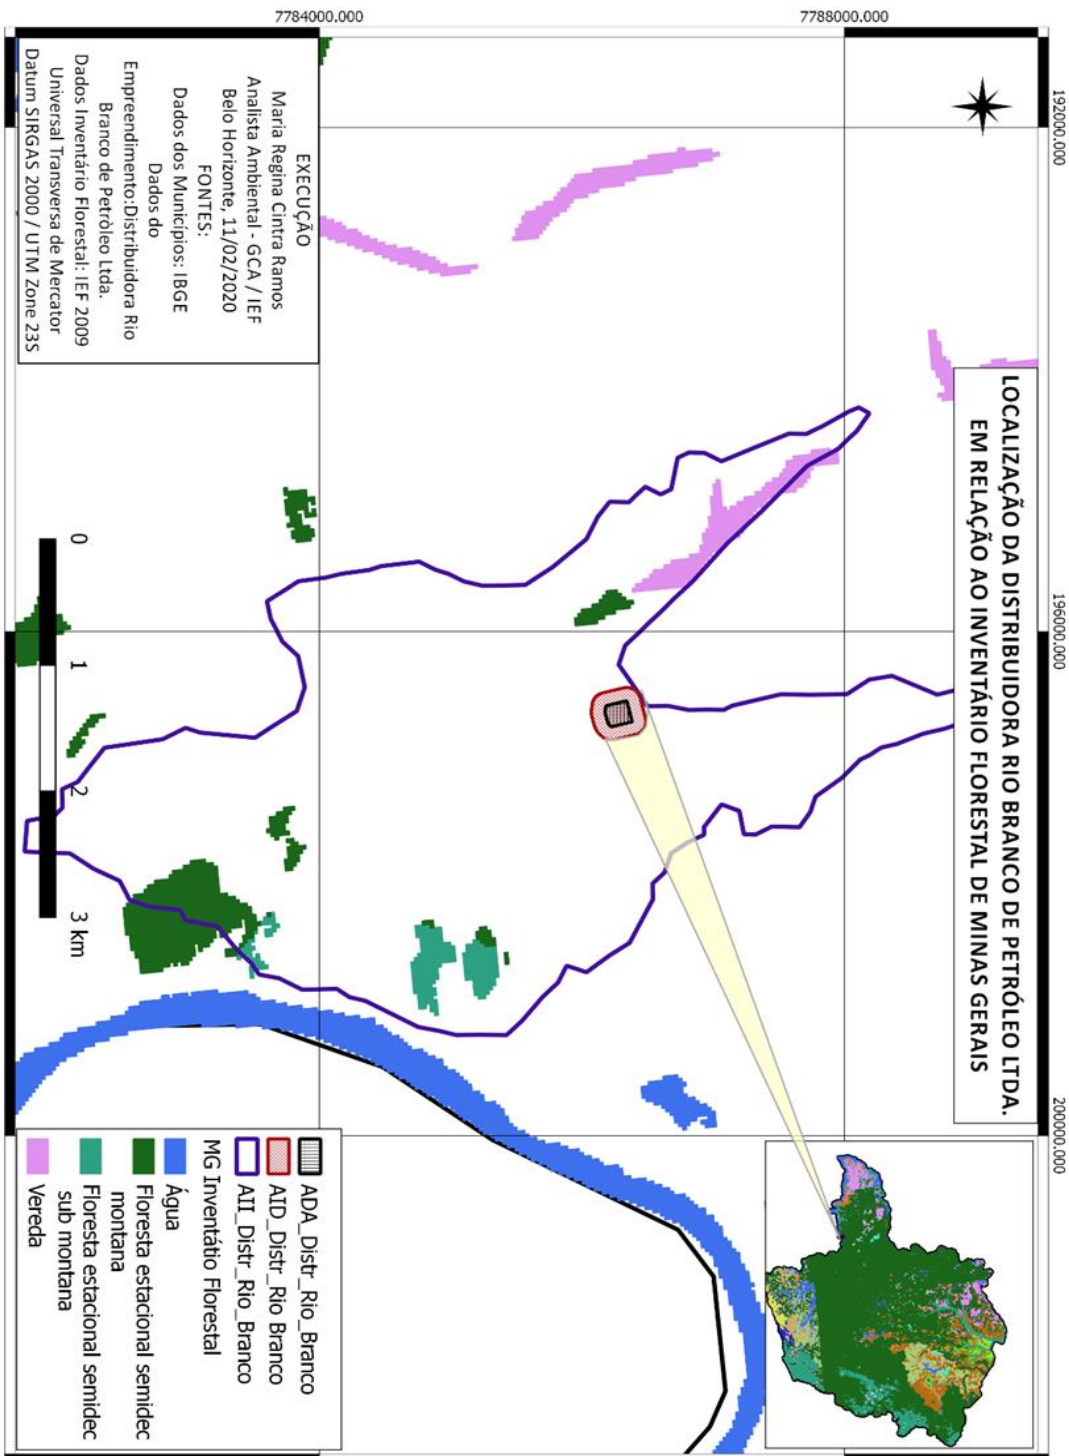 LOCALIZAÇÃO DA DISTRIBUIDORA RIO BRANCO DE PETRÓLEO LTDA.
EM RELAÇÃO AO INVENTÁRIO FLORESTAL DE MINAS GERAIS
192000.000
196000.000
200000.000
7788000.000
7784000.000
EXECUÇÃO
Maria Regina Cintra Ramos
Analista Ambiental - GCA / IEF
Belo Horizonte, 11/02/2020
FONTES:
Dados dos Municípios: IBGE
Dados do
Empreendimento:Distribuidora Rio
Branco de Petróleo Ltda.
Dados Inventário Florestal: IEF 2009
Universal Transversa de Mercator
Datum SIRGAS 2000 / UTM Zone 23S
0
1
2
3 km
ADA_Distr_Rio_Branco
AID_Distr_Rio Branco
AII_Distr_Rio_Branco
MG Inventátio Florestal
Água
Floresta estacional semidec
montana
Floresta estacional semidec
sub montana
Vereda